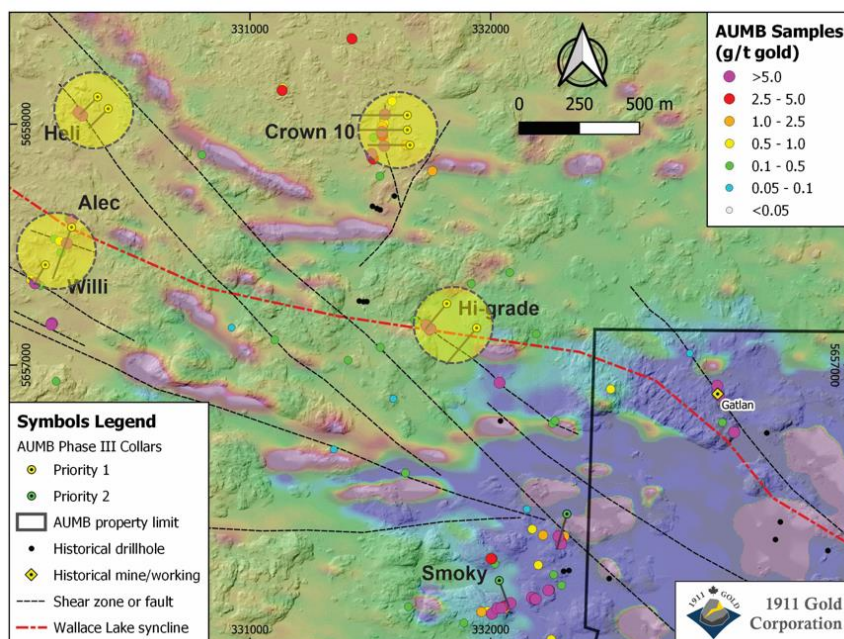 331000
332000
AUMB Samples
(g/t gold)
>5.0
2.5 - 5.0
1.0 - 2.5
0.5 - 1.0
0.1 - 0.5
0.05 - 0.1
<0.05
0 250 500 m
5658000
Heli
Crown 10
Alec
Willi
Hi-grade
5657000
5657000
Gatlan
Symbols Legend
AUMB Phase III Collars
Priority 1
Priority 2
AUMB property limit
Historical drillhole
Historical mine/working
Shear zone or fault
Wallace Lake syncline
Smoky
331000
332000
1911 GOLD
1911 Gold
Corporation